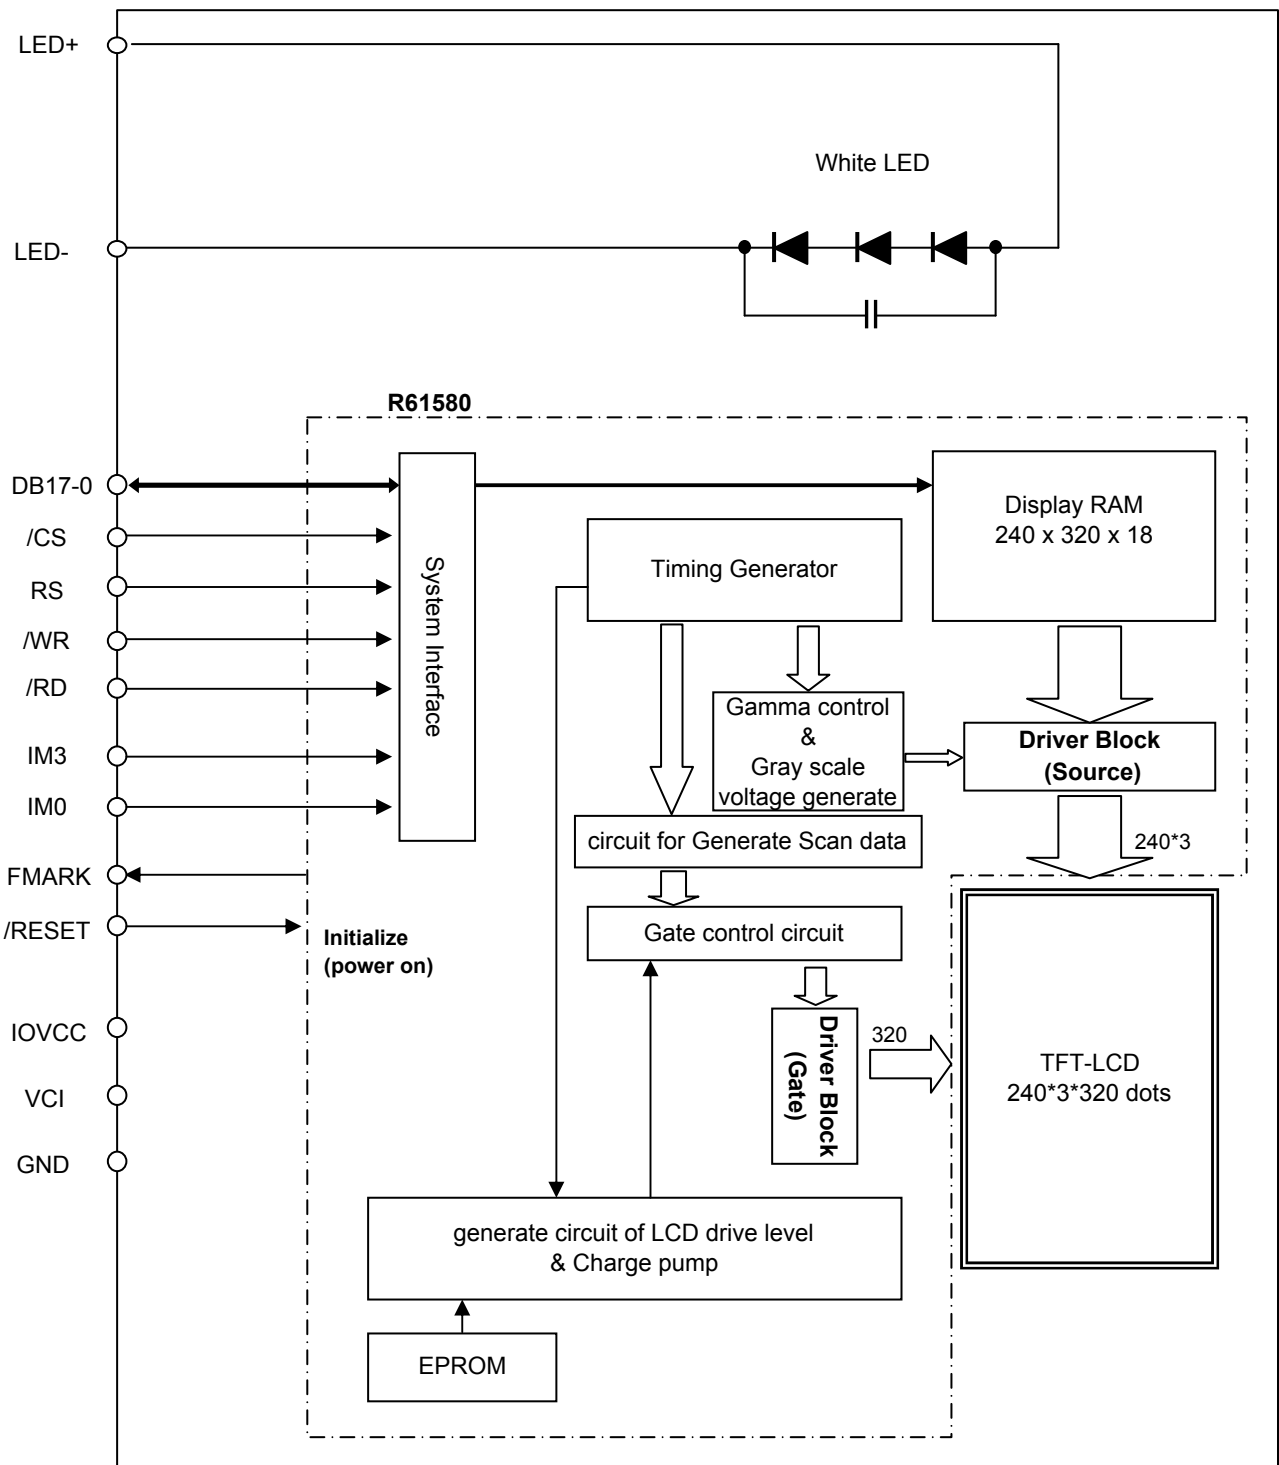 LED+
White LED
LED-
R61580
DB17-0
/CS
RS
/WR
/RD
IM3
IM0
FMARK
/RESET
IOVCC
VCI
GND
System Interface
Initialize
(power on)
Timing Generator
Display RAM
240 x 320 x 18
Gamma control
&
Gray scale
voltage generate
Driver Block
(Source)
240*3
circuit for Generate Scan data
Gate control circuit
Driver Block
(Gate)
320
TFT-LCD
240*3*320 dots
generate circuit of LCD drive level
& Charge pump
EPROM